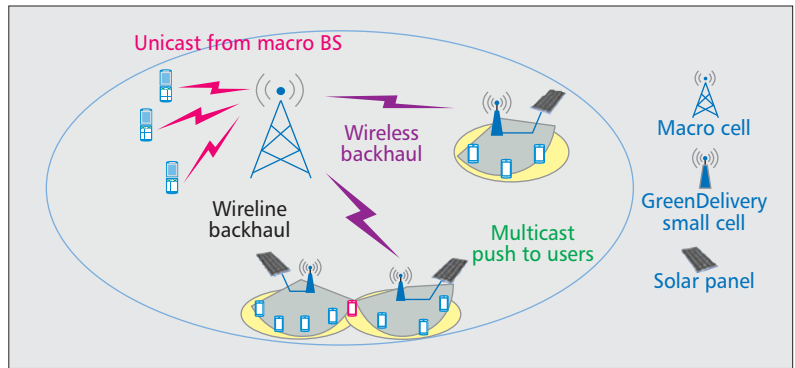 Unicast from macro BS
Wireless
backhaul
Wireline
backhaul
Multicast
push to users
Macro cell
GreenDelivery
small cell
Solar panel